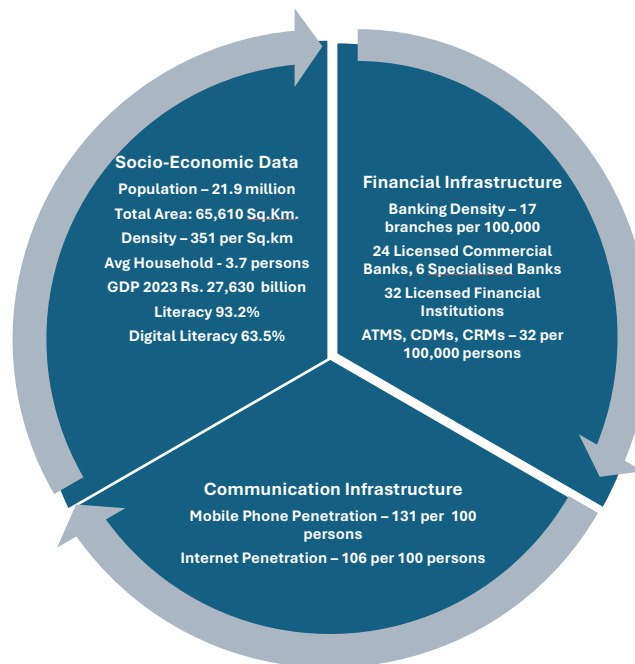 Socio-Economic Data
Population – 21.9 million
Total Area: 65,610 Sq.Km.
Density – 351 per Sq.km
Avg Household - 3.7 persons
GDP 2023 Rs. 27,630 billion
Literacy 93.2%
Digital Literacy 63.5%
Financial Infrastructure
Banking Density – 17
branches per 100,000
24 Licensed Commercial
Banks, 6 Specialised Banks
32 Licensed Financial
Institutions
ATMS, CDMs, CRMs – 32 per
100,000 persons
Communication Infrastructure
Mobile Phone Penetration – 131 per 100
persons
Internet Penetration – 106 per 100 persons